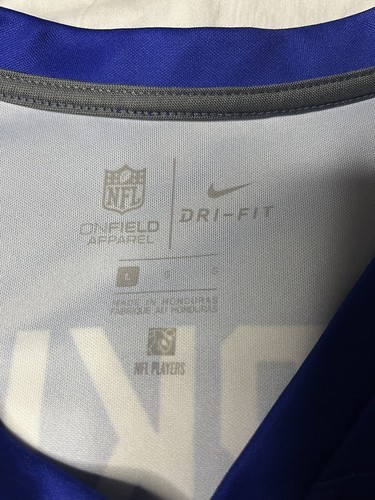 NFL
ONFIELD
APPAREL
DRI-FIT
L G G
MADE IN HONDURAS
FABRIQUÉ AU HONDURAS
NFL PLAYERS